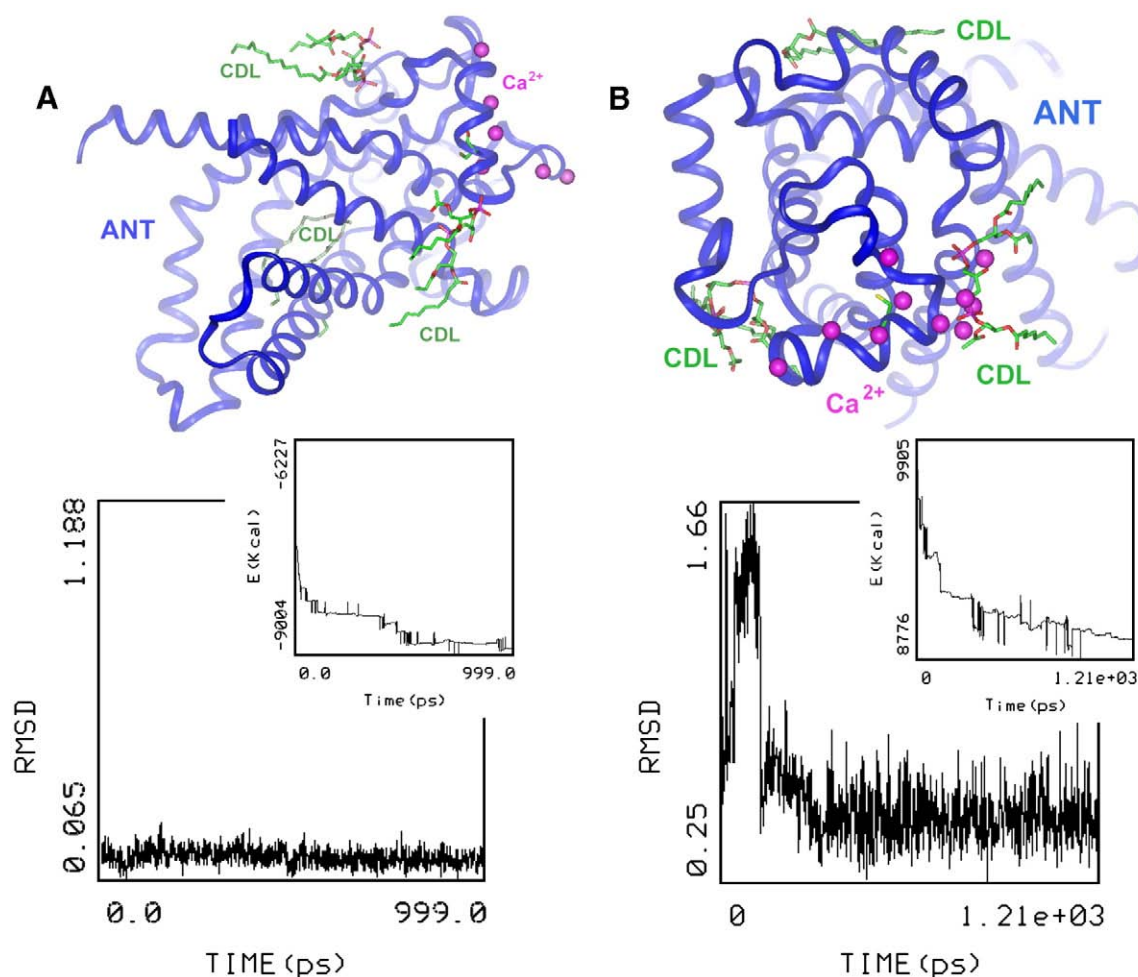 A
CDL
Ca2+
ANT
CDL
CDL
B
CDL
ANT
CDL
CDL
Ca2+
1.188
0.065
RMSD
0.0
999.0
TIME(ps)
-6227
-9004
E(Kcal)
0.0
999.0
Time(ps)
1.66
0.25
RMSD
0
1.21e+03
TIME(ps)
9905
8776
E(Kcal)
0
1.21e+03
Time(ps)